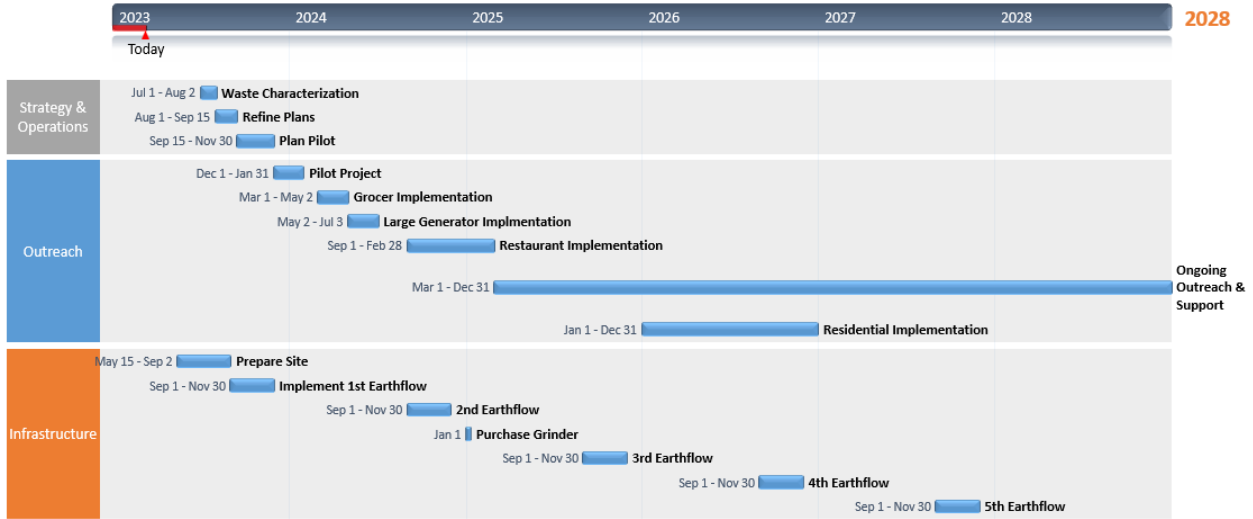 2023 2024 2025 2026 2027 2028 2028
Today
Strategy &
Operations
Jul 1 - Aug 2 Waste Characterization
Aug 1 - Sep 15 Refine Plans
Sep 15 - Nov 30 Plan Pilot
Outreach
Dec 1 - Jan 31 Pilot Project
Mar 1 - May 2 Grocer Implementation
May 2 - Jul 3 Large Generator Implmentation
Sep 1 - Feb 28 Restaurant Implementation
Mar 1 - Dec 31
Ongoing
Outreach &
Support
Jan 1 - Dec 31 Residential Implementation
Infrastructure
May 15 - Sep 2 Prepare Site
Sep 1 - Nov 30 Implement 1st Earthflow
Sep 1 - Nov 30 2nd Earthflow
Jan 1 Purchase Grinder
Sep 1 - Nov 30 3rd Earthflow
Sep 1 - Nov 30 4th Earthflow
Sep 1 - Nov 30 5th Earthflow